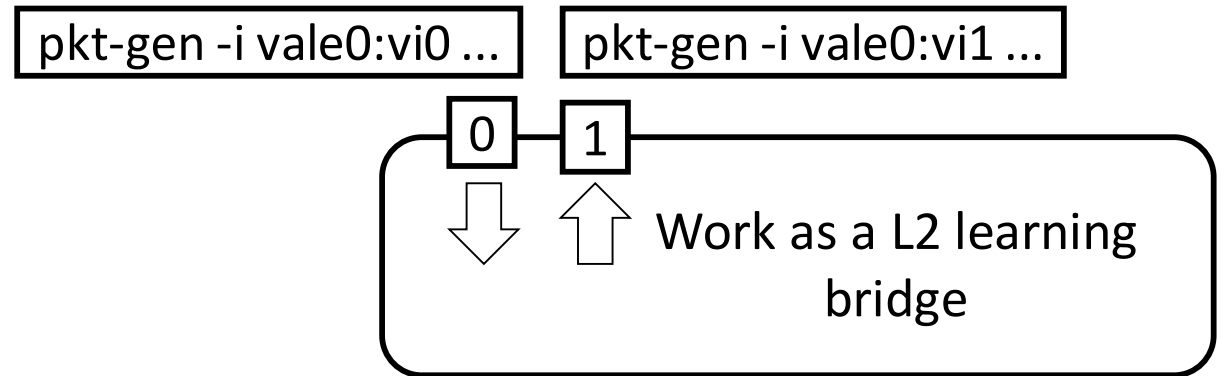 pkt-gen -i vale0:vi0 ...
pkt-gen -i vale0:vi1 ...
0
1
Work as a L2 learning
bridge